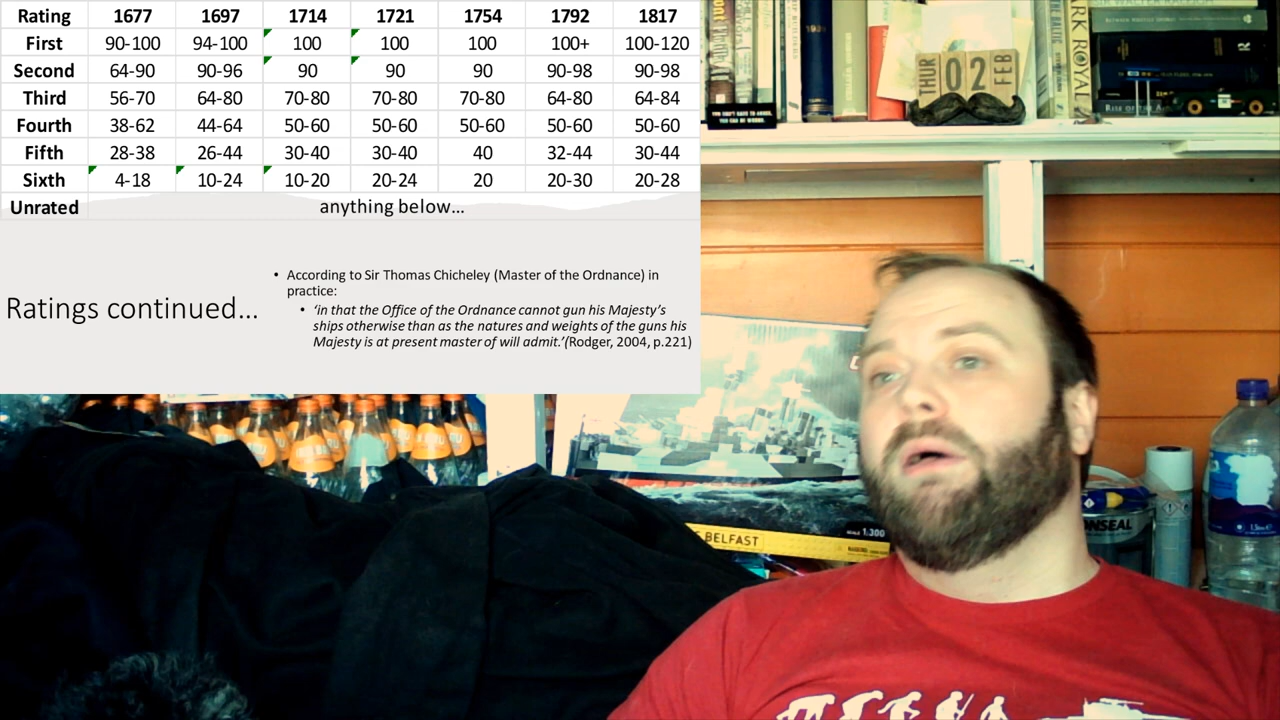 Rating 1677 1697 1714 1721 1754 1792 1817
First 90-100 94-100 100 100 100 100+ 100-120
Second 64-90 90-96 90 90 90 90-98 90-98
Third 56-70 64-80 70-80 70-80 70-80 64-80 64-84
Fourth 38-62 44-64 50-60 50-60 50-60 50-60 50-60
Fifth 28-38 26-44 30-40 30-40 40 32-44 30-44
Sixth 4-18 10-24 10-20 20-24 20 20-30 20-28
Unrated anything below…
Ratings continued…
• According to Sir Thomas Chicheley (Master of the Ordnance) in
practice:
• ‘in that the Office of the Ordnance cannot gun his Majesty’s
ships otherwise than as the natures and weights of the guns his
Majesty is at present master of will admit.’(Rodger, 2004, p.221)
THUR 02 FEB
ARK ROYAL
BELFAST
1:300